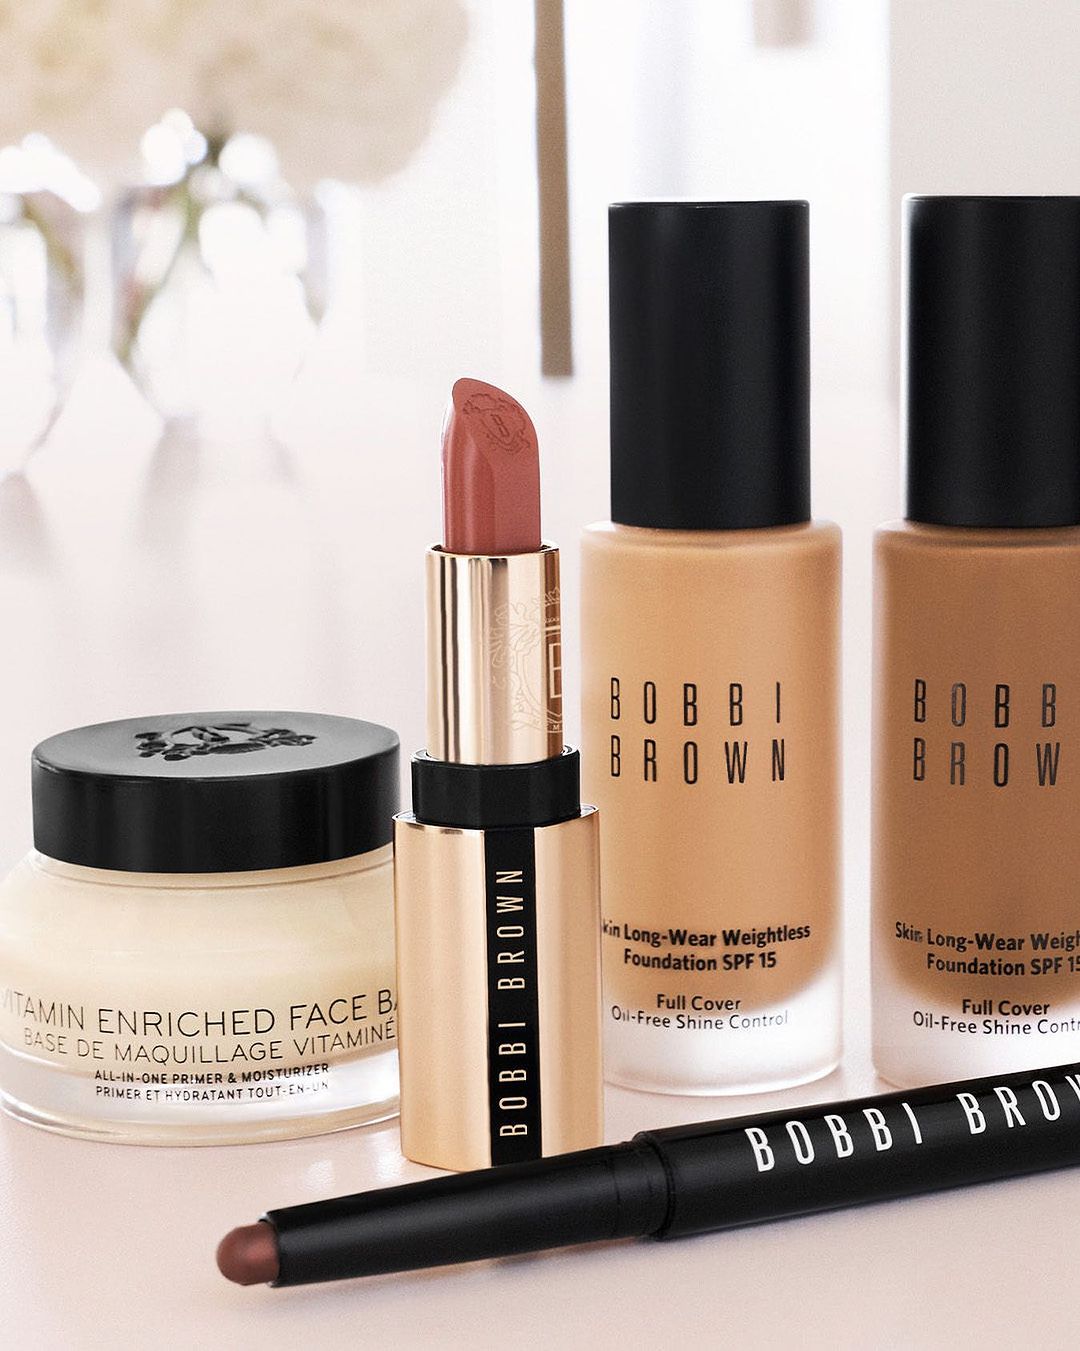 BOBBI
BROWN
Skin Long-Wear Weightless
Foundation SPF 15
Full Cover
Oil-Free Shine Control
BOBB
BROW
Skin Long-Wear Weigh
Foundation SPF 15
Full Cover
Oil-Free Shine Contr
BOBBI BROWN
VITAMIN ENRICHED FACE BA
BASE DE MAQUILLAGE VITAMINÉ
ALL-IN-ONE PRIMER & MOISTURIZER
PRIMER ET HYDRATANT TOUT-EN-UN
BOBBI BROW